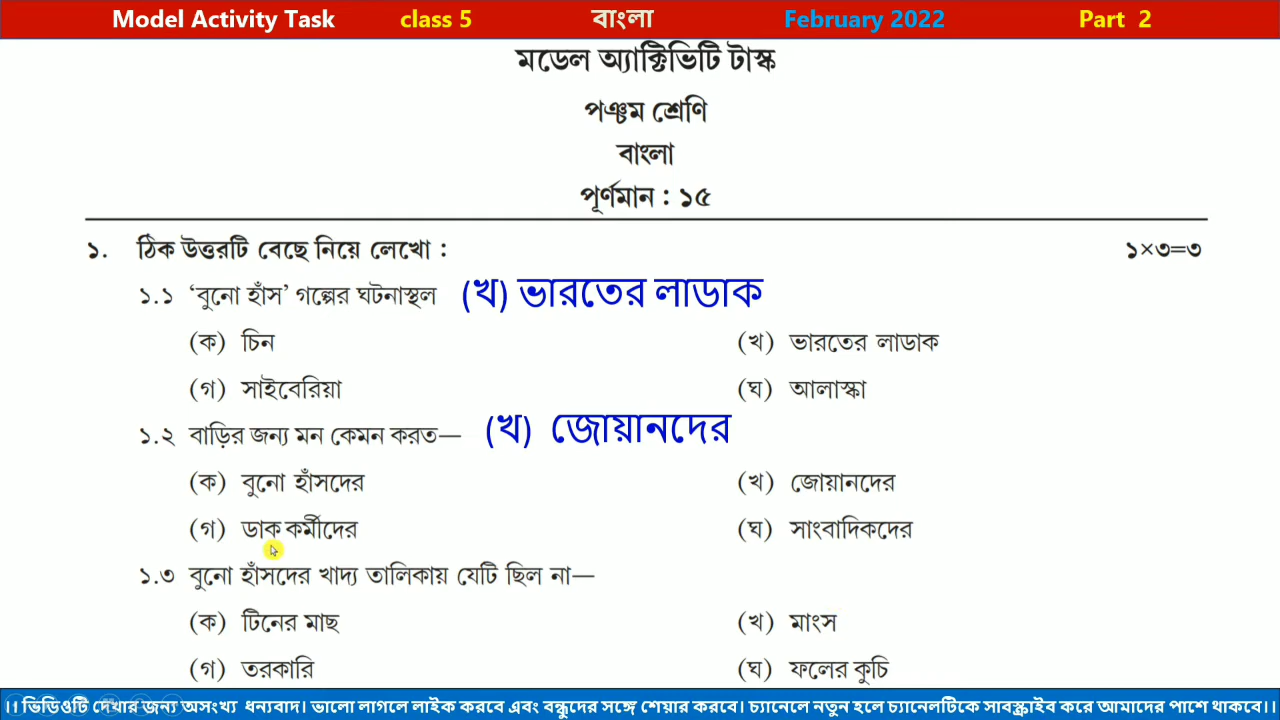 Model Activity Task class 5 বাংলা February 2022 Part 2
মডেল অ্যাক্টিভিটি টাস্ক
পঞ্চম শ্রেণি
বাংলা
পূর্ণমান : ১৫
১. ঠিক উত্তরটি বেছে নিয়ে লেখো : ১×৩=৩
১.১ ‘বুনো হাঁস’ গল্পের ঘটনাস্থল (খ) ভারতের লাডাক
(ক) চিন (খ) ভারতের লাডাক
(গ) সাইবেরিয়া (ঘ) আলাস্কা
১.২ বাড়ির জন্য মন কেমন করত— (খ) জোয়ানদের
(ক) বুনো হাঁসদের (খ) জোয়ানদের
(গ) ডাক কর্মীদের (ঘ) সাংবাদিকদের
১.৩ বুনো হাঁসদের খাদ্য তালিকায় যেটি ছিল না—
(ক) টিনের মাছ (খ) মাংস
(গ) তরকারি (ঘ) ফলের কুচি
।। ভিডিওটি দেখার জন্য অসংখ্য ধন্যবাদ। ভালো লাগলে লাইক করবে এবং বন্ধুদের সঙ্গে শেয়ার করবে। চ্যানেলে নতুন হলে চ্যানেলটিকে সাবস্ক্রাইব করে আমাদের পাশে থাকবে।।